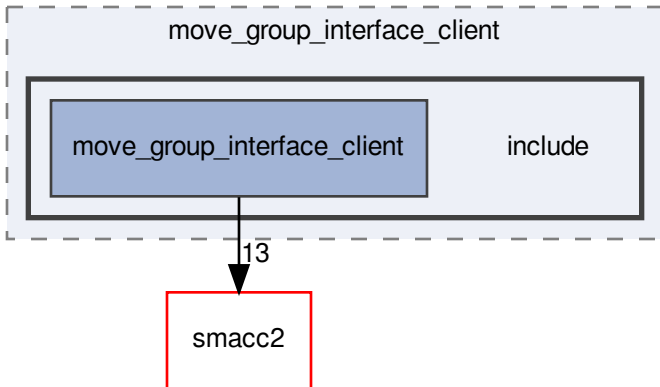 move_group_interface_client
move_group_interface_client
include
13
smacc2